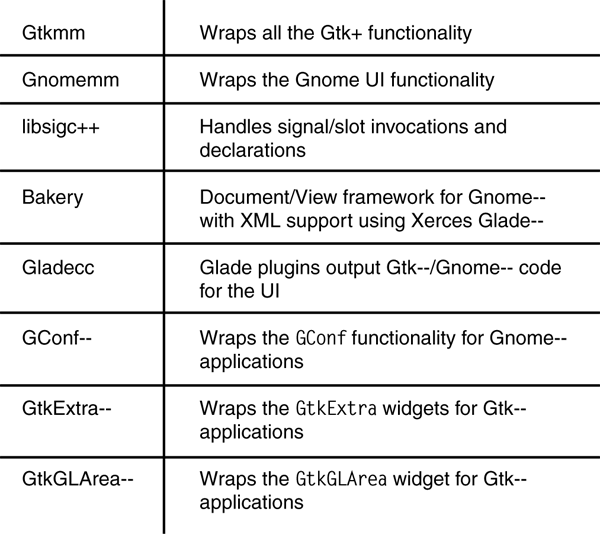 Gtkmm Wraps all the Gtk+ functionality
Gnomemm Wraps the Gnome UI functionality
libsigc++ Handles signal/slot invocations and
declarations
Bakery Document/View framework for Gnome--
with XML support using Xerces Glade--
Gladecc Glade plugins output Gtk--/Gnome-- code
for the UI
GConf-- Wraps the GConf functionality for Gnome--
applications
GtkExtra-- Wraps the GtkExtra widgets for Gtk--
applications
GtkGLArea-- Wraps the GtkGLArea widget for Gtk--
applications